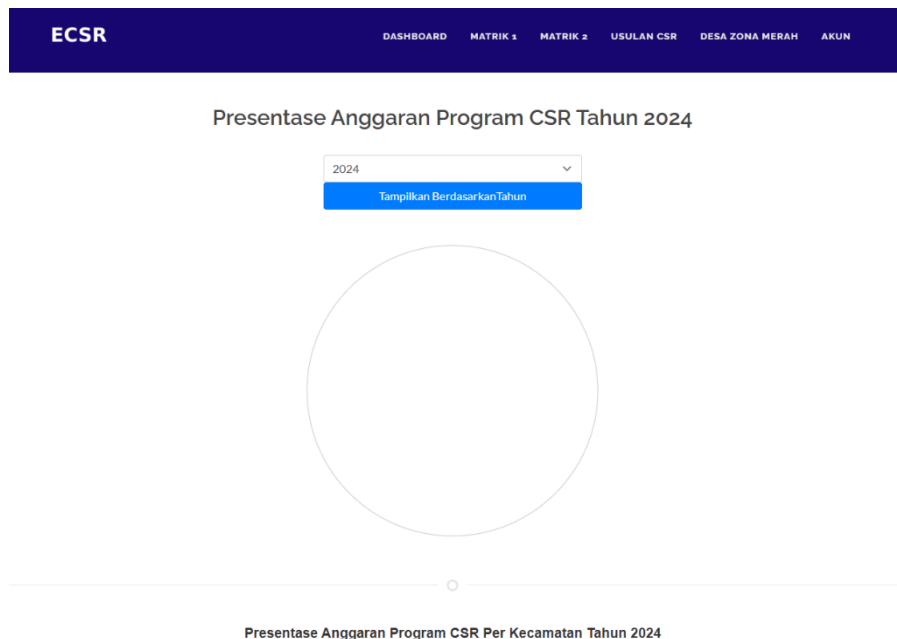 ECSR
DASHBOARD MATRIK 1 MATRIK 2 USULAN CSR DESA ZONA MERAH AKUN
Presentase Anggaran Program CSR Tahun 2024
2024
Tampilkan BerdasarkanTahun
Presentase Anggaran Program CSR Per Kecamatan Tahun 2024